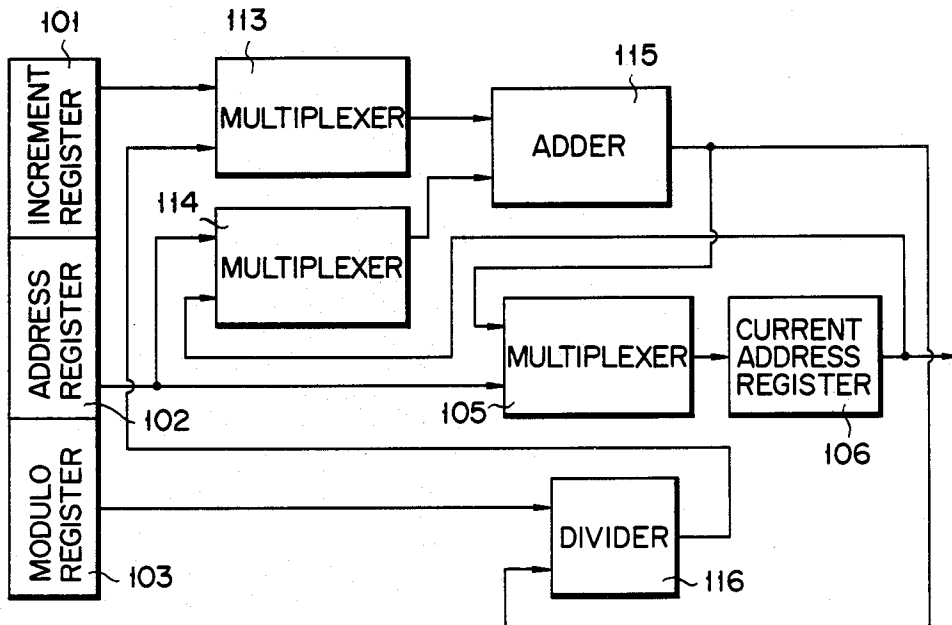 101
113
115
INCREMENT
REGISTER
MULTIPLEXER
ADDER
114
MULTIPLEXER
ADDRESS
REGISTER
102
MULTIPLEXER
105
CURRENT
ADDRESS
REGISTER
106
MODULO
REGISTER
103
DIVIDER
116